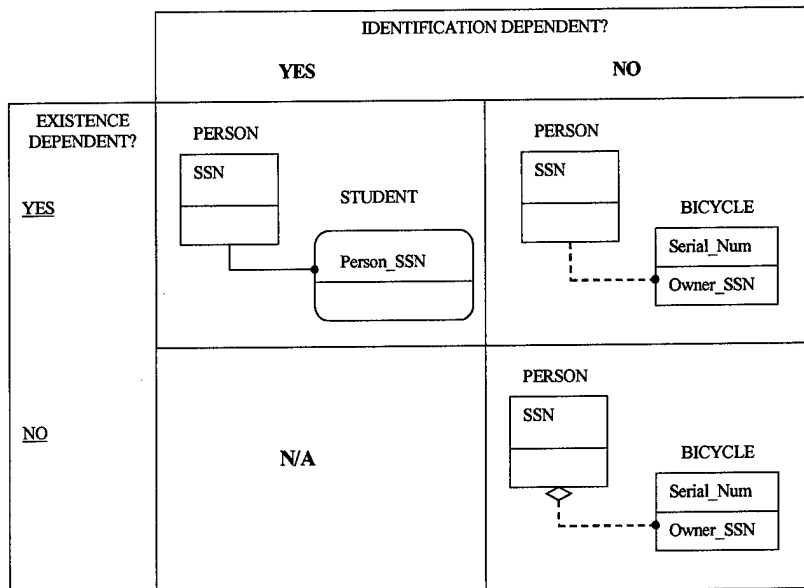 IDENTIFICATION DEPENDENT?
YES
NO
EXISTENCE
DEPENDENT?
YES
PERSON
SSN
STUDENT
Person_SSN
PERSON
SSN
BICYCLE
Serial_Num
Owner_SSN
NO
N/A
PERSON
SSN
BICYCLE
Serial_Num
Owner_SSN